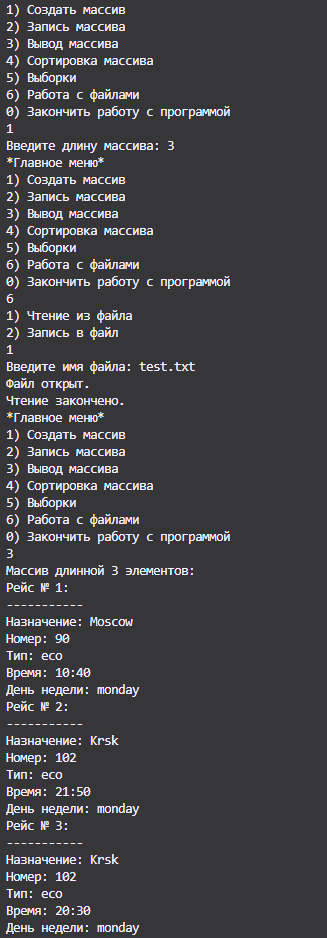 1) Создать массив
2) Запись массива
3) Вывод массива
4) Сортировка массива
5) Выборки
6) Работа с файлами
0) Закончить работу с программой
1
Введите длину массива: 3
*Главное меню*
1) Создать массив
2) Запись массива
3) Вывод массива
4) Сортировка массива
5) Выборки
6) Работа с файлами
0) Закончить работу с программой
6
1) Чтение из файла
2) Запись в файл
1
Введите имя файла: test.txt
Файл открыт.
Чтение закончено.
*Главное меню*
1) Создать массив
2) Запись массива
3) Вывод массива
4) Сортировка массива
5) Выборки
6) Работа с файлами
0) Закончить работу с программой
3
Массив длинной 3 элементов:
Рейс № 1:
-----------
Назначение: Moscow
Номер: 90
Тип: eco
Время: 10:40
День недели: monday
Рейс № 2:
-----------
Назначение: Krsk
Номер: 102
Тип: eco
Время: 21:50
День недели: monday
Рейс № 3:
-----------
Назначение: Krsk
Номер: 102
Тип: eco
Время: 20:30
День недели: monday